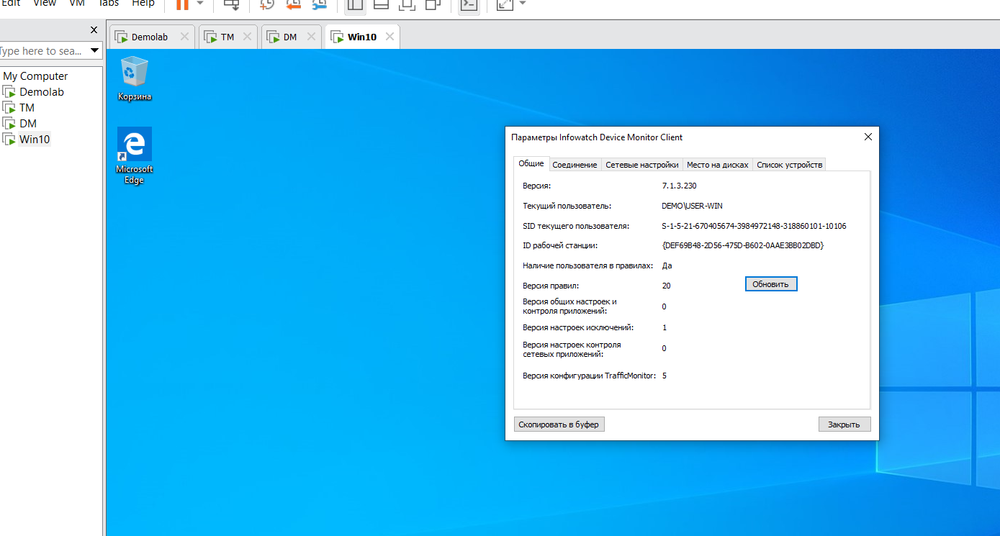 Edit View VM Tabs Help
Type here to sea...
My Computer
Demolab
TM
DM
Win10
Demolab
TM
DM
Win10
Корзина
Microsoft
Edge
Параметры Infowatch Device Monitor Client
Общие Соединение Сетевые настройки Место на дисках Список устройств
Версия: 7.1.3.230
Текущий пользователь: DEMO\USER-WIN
SID текущего пользователя: S-1-5-21-670405674-3984972148-318860101-10106
ID рабочей станции: {DEF69B48-2D56-475D-B602-0AAE3BB02DBD}
Наличие пользователя в правилах: Да
Версия правил: 20 Обновить
Версия общих настроек и
контроля приложений: 0
Версия настроек исключений: 1
Версия настроек контроля
сетевых приложений: 0
Версия конфигурации TrafficMonitor: 5
Скопировать в буфер Закрыть